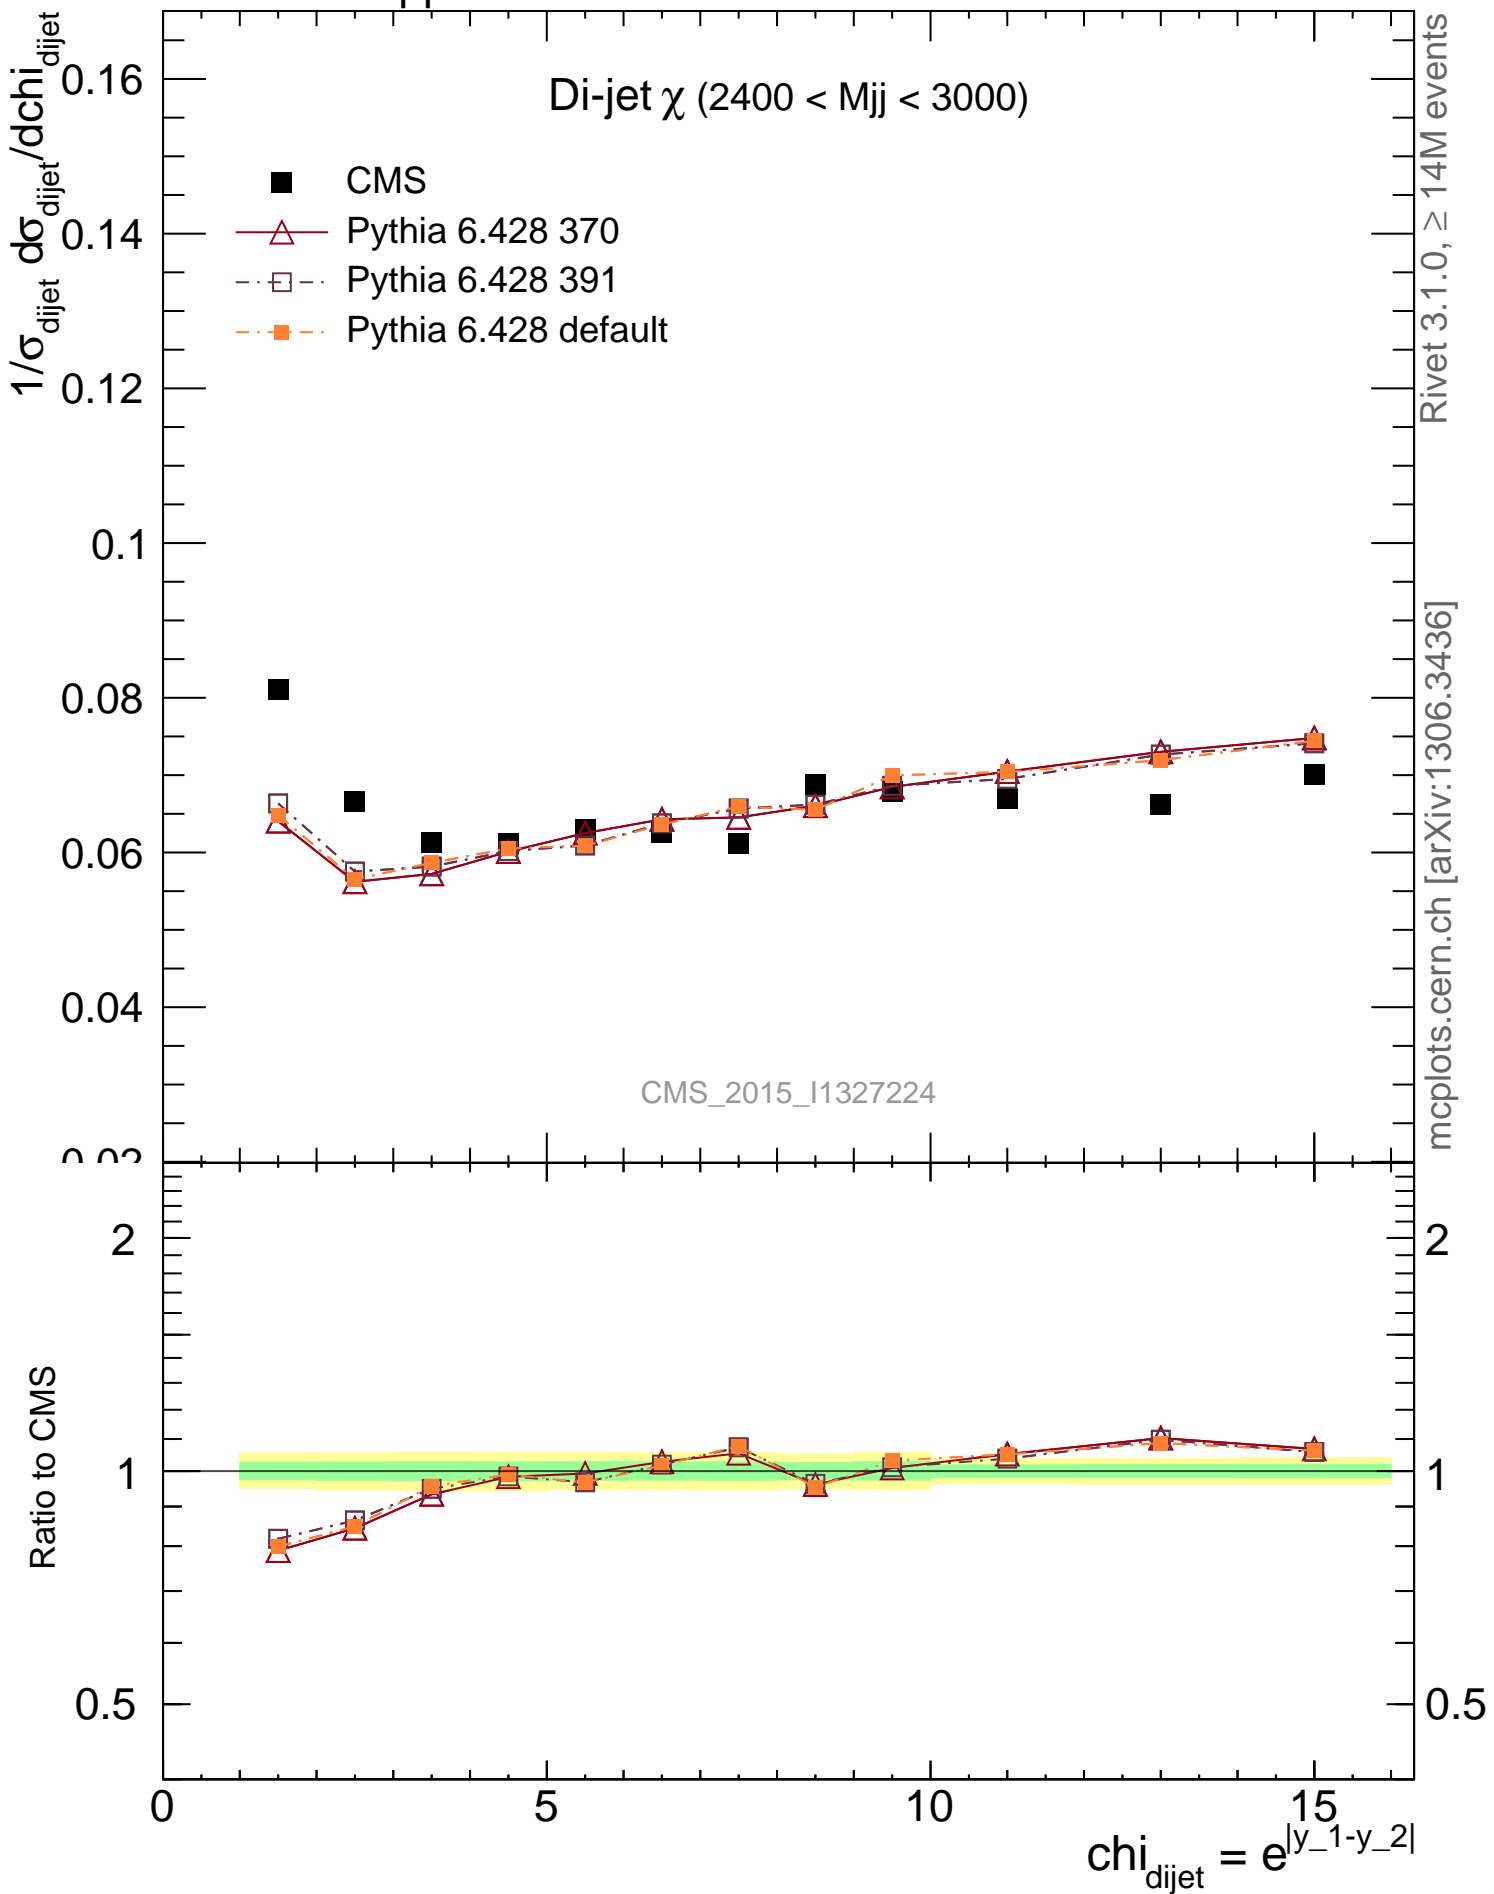 Di-jet χ (2400 < Mjj < 3000)
CMS
Pythia 6.428 370
Pythia 6.428 391
Pythia 6.428 default
1/σdijet dσdijet/dchidijet
0.16
0.14
0.12
0.1
0.08
0.06
0.04
0.02
CMS_2015_I1327224
Rivet 3.1.0, ≥ 14M events
mcplots.cern.ch [arXiv:1306.3436]
Ratio to CMS
2
1
0.5
2
1
0.5
0
5
10
15
chidijet = e|y_1-y_2|